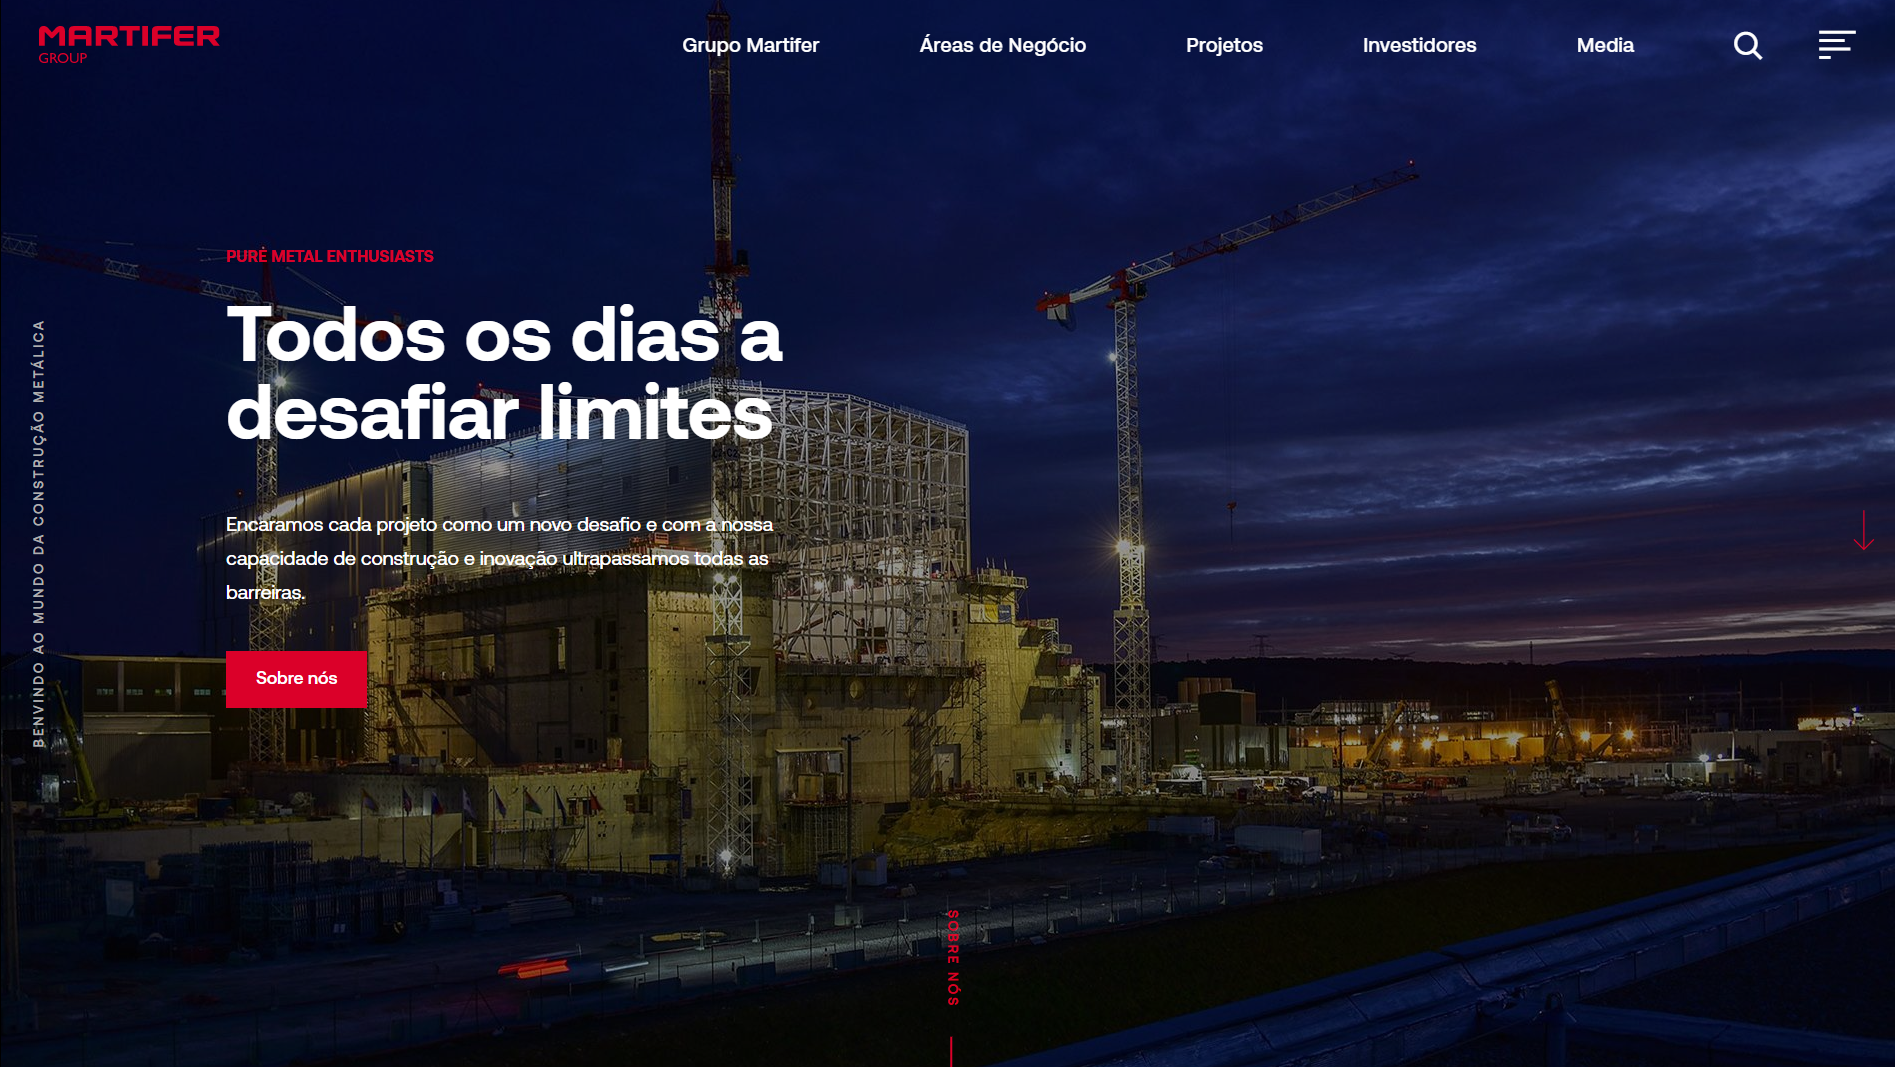 MARTIFER
GROUP
Grupo Martifer
Áreas de Negócio
Projetos
Investidores
Media
PURE METAL ENTHUSIASTS
Todos os dias a
desafiar limites
Encaramos cada projeto como um novo desafio e com a nossa
capacidade de construção e inovação ultrapassamos todas as
barreiras.
Sobre nós
BENVINDO AO MUNDO DA CONSTRUÇÃO METÁLICA
SOBRE NÓS